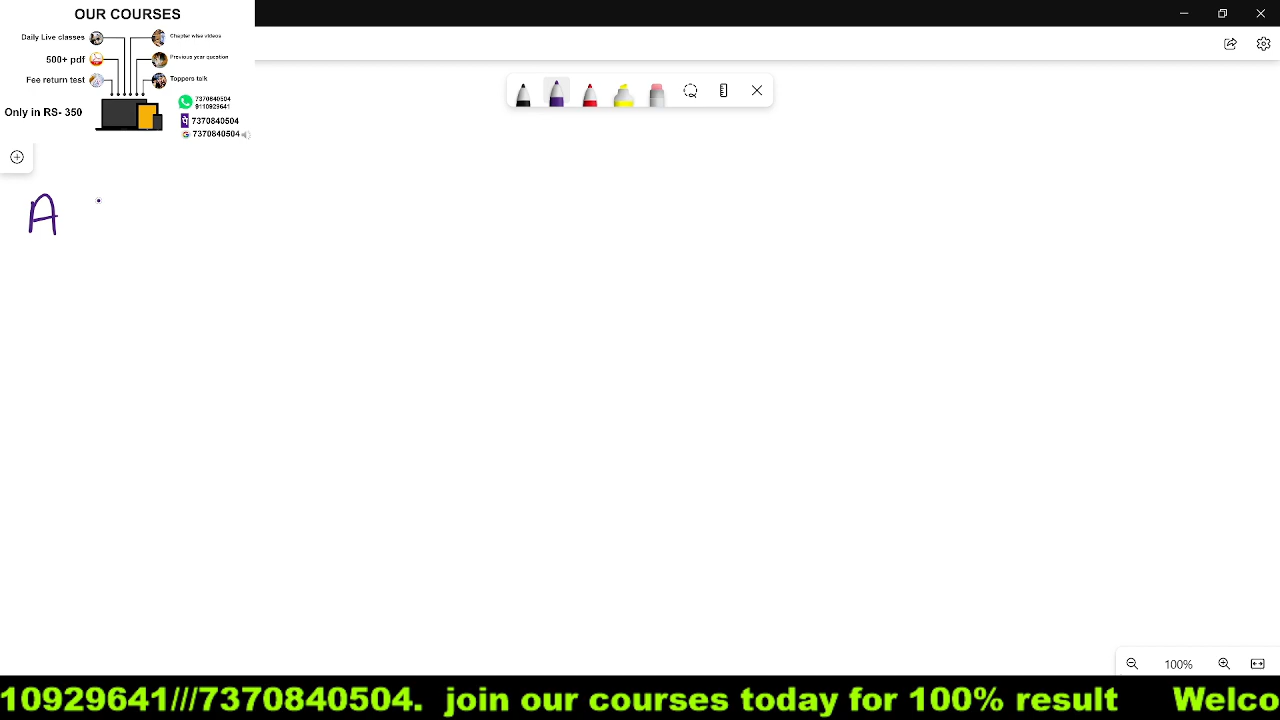 OUR COURSES
Daily Live classes
Chapter wise videos
500+ pdf
Previous year question
Fee return test
Toppers talk
Only in RS- 350
7370840504
9110929641
7370840504
7370840504
A
100%
10929641///7370840504. join our courses today for 100% result Welco